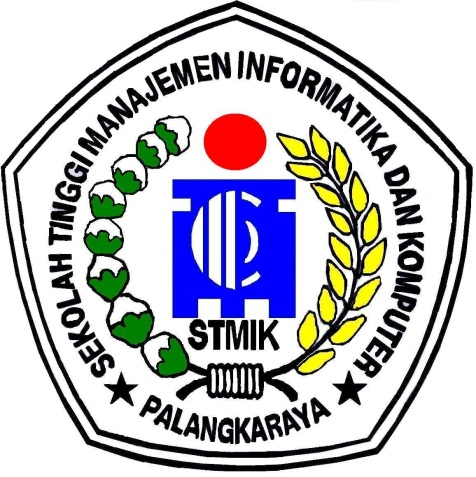 SEKOLAH TINGGI MANAJEMEN INFORMATIKA DAN KOMPUTER
STMIK
PALANGKARAYA